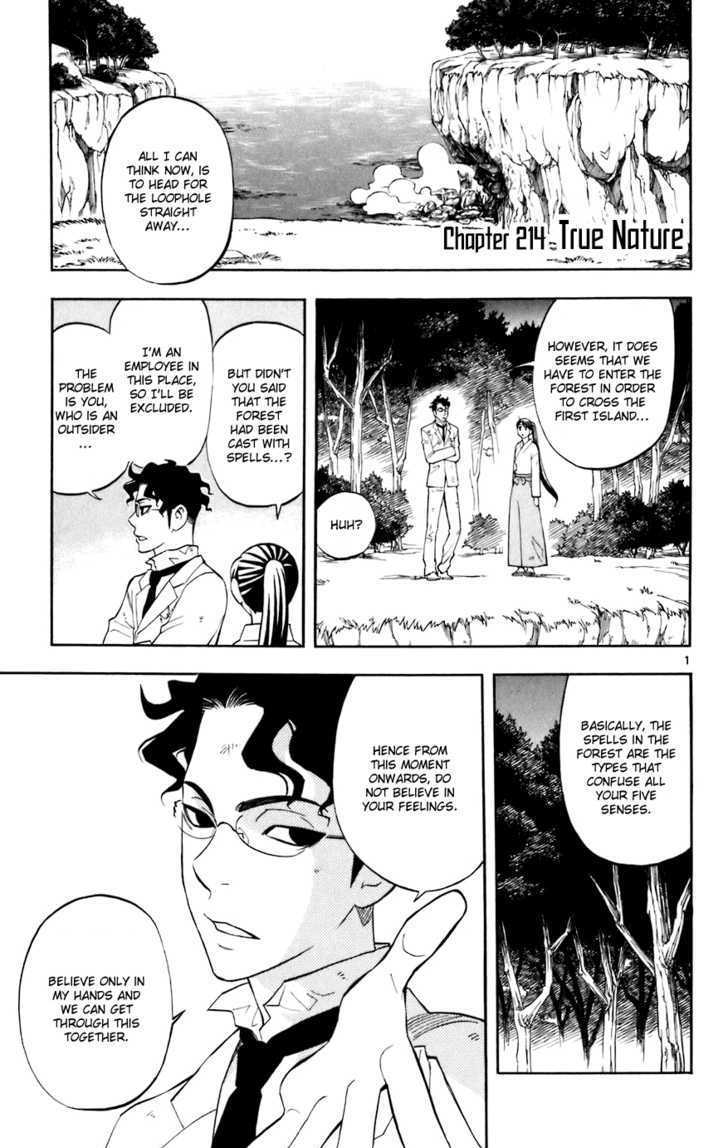 ALL I CAN
THINK NOW, IS
TO HEAD FOR
THE LOOPHOLE
STRAIGHT
AWAY...
Chapter 214 True Nature
HOWEVER, IT DOES
SEEMS THAT WE
HAVE TO ENTER THE
FOREST IN ORDER
TO CROSS THE
FIRST ISLAND...
HUH?
BUT DIDN'T
YOU SAID
THAT THE
FOREST
HAD BEEN
CAST WITH
SPELLS...?
I'M AN
EMPLOYEE IN
THIS PLACE,
SO I'LL BE
EXCLUDED.
THE
PROBLEM
IS YOU,
WHO IS AN
OUTSIDER
...
1
BASICALLY, THE
SPELLS IN THE
FOREST ARE THE
TYPES THAT
CONFUSE ALL
YOUR FIVE
SENSES.
HENCE FROM
THIS MOMENT
ONWARDS, DO
NOT BELIEVE IN
YOUR FEELINGS.
BELIEVE ONLY IN
MY HANDS AND
WE CAN GET
THROUGH THIS
TOGETHER.